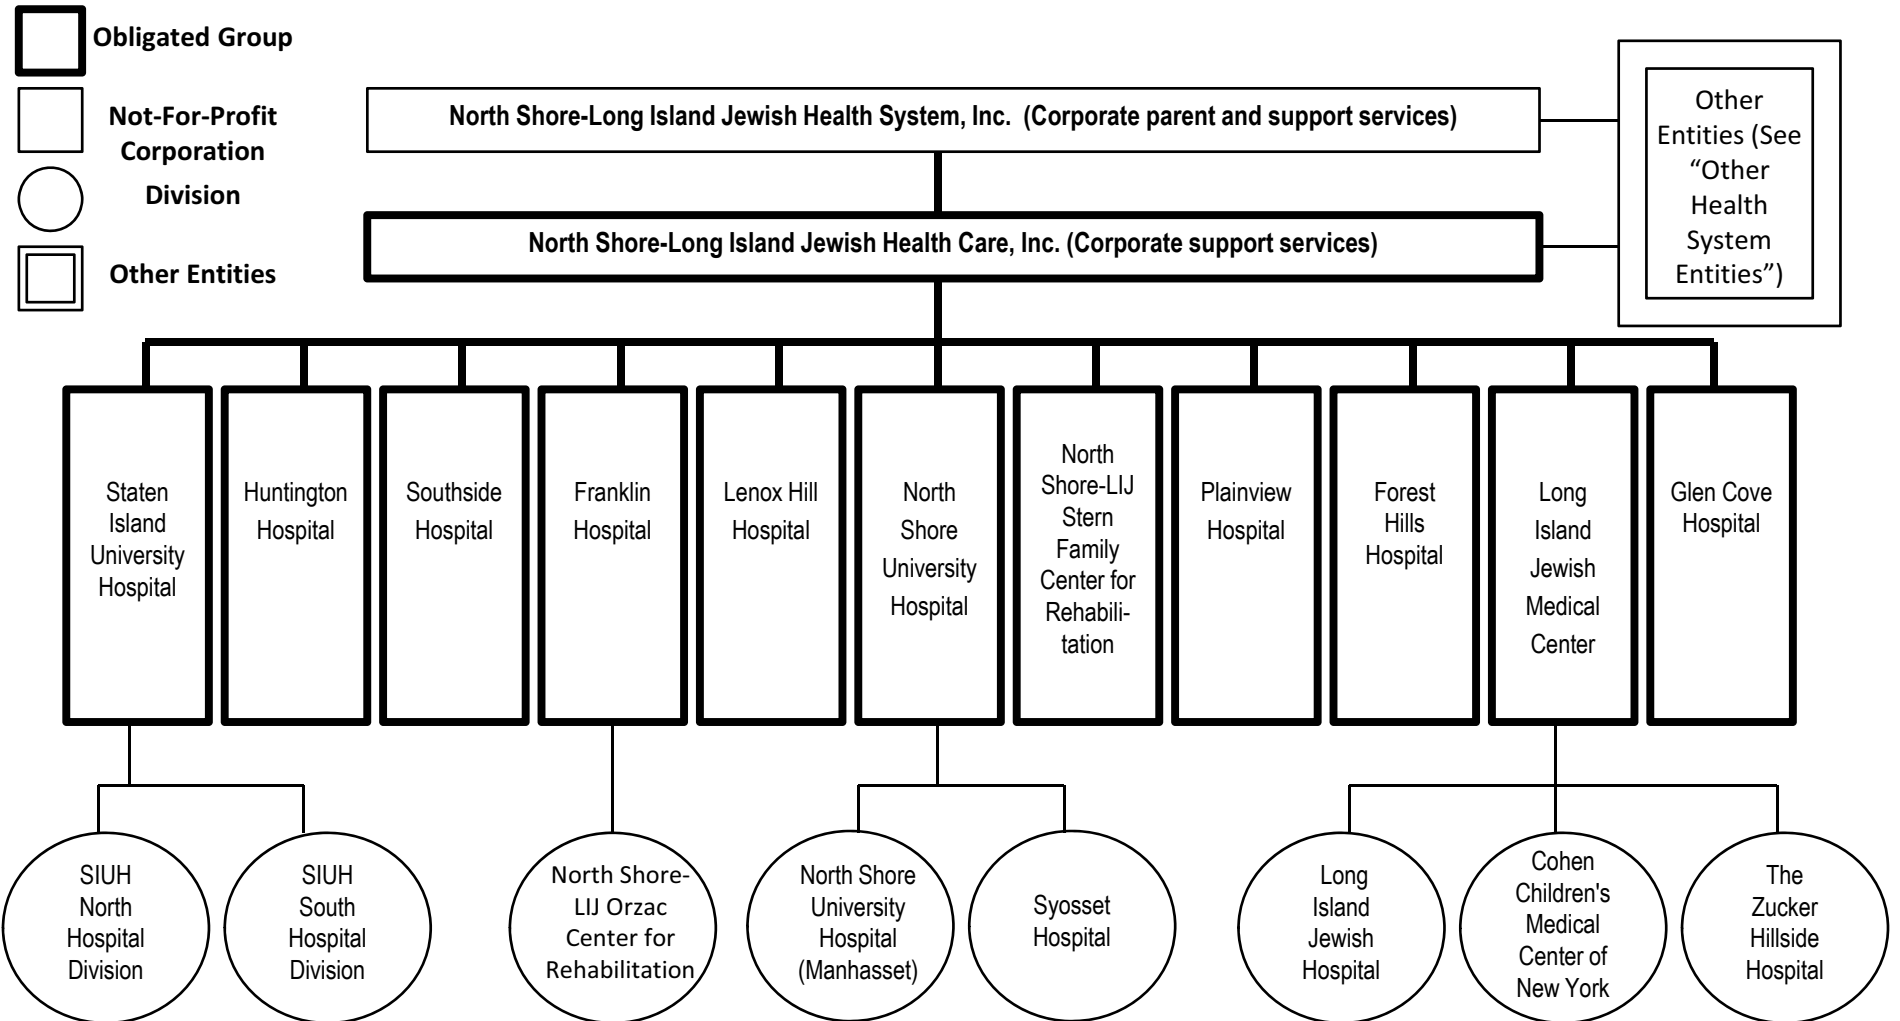 Obligated Group
Not-For-Profit
Corporation
Division
Other Entities
North Shore-Long Island Jewish Health System, Inc.  (Corporate parent and support services)
North Shore-Long Island Jewish Health Care, Inc. (Corporate support services)
Other
Entities (See
“Other
Health
System
Entities”)
Staten
Island
University
Hospital
Huntington
Hospital
Southside
Hospital
Franklin
Hospital
Lenox Hill
Hospital
North
Shore
University
Hospital
North
Shore-LIJ
Stern
Family
Center for
Rehabili-
tation
Plainview
Hospital
Forest
Hills
Hospital
Long
Island
Jewish
Medical
Center
Glen Cove
Hospital
SIUH
North
Hospital
Division
SIUH
South
Hospital
Division
North Shore-
LIJ Orzac
Center for
Rehabilitation
North Shore
University
Hospital
(Manhasset)
Syosset
Hospital
Long
Island
Jewish
Hospital
Cohen
Children's
Medical
Center of
New York
The
Zucker
Hillside
Hospital